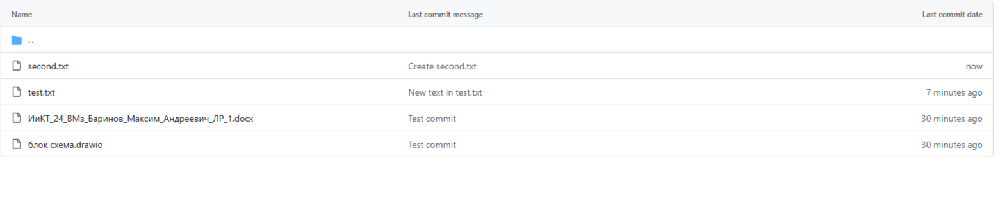 Name Last commit message Last commit date
..
second.txt Create second.txt now
test.txt New text in test.txt 7 minutes ago
ИиКТ_24_ВМз_Баринов_Максим_Андреевич_ЛР_1.docx Test commit 30 minutes ago
блок схема.drawio Test commit 30 minutes ago